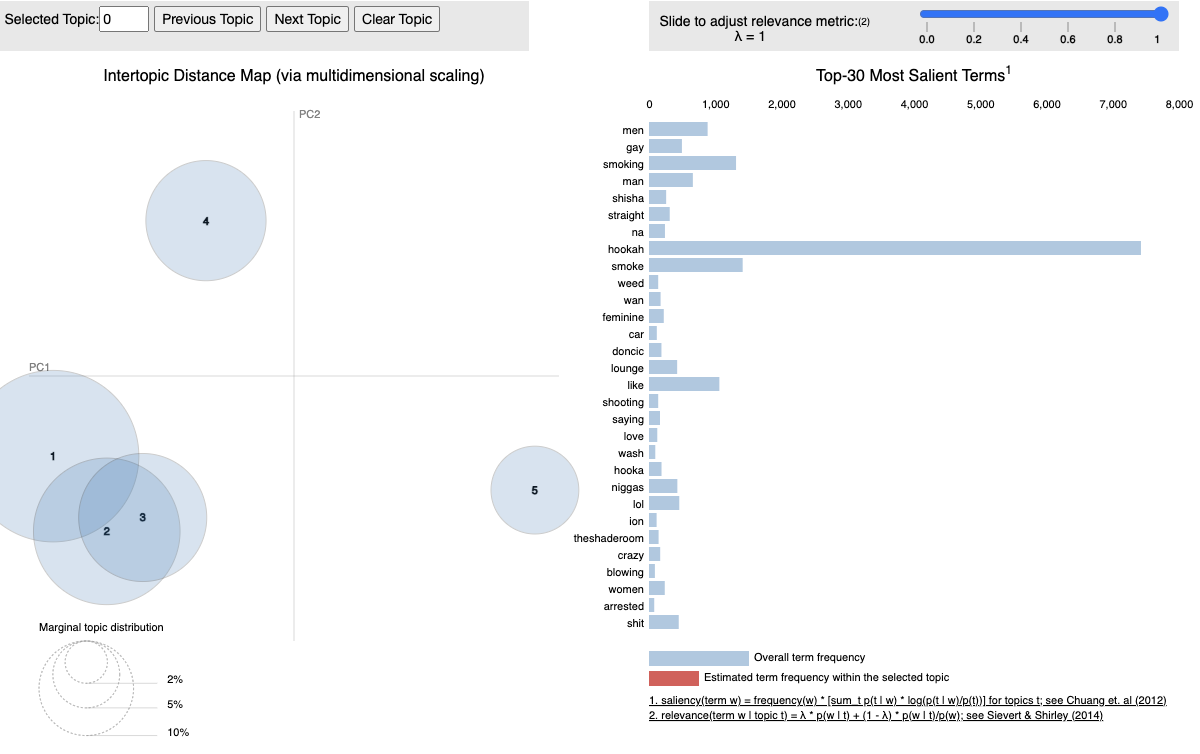 Selected Topic: 0 Previous Topic Next Topic Clear Topic
Slide to adjust relevance metric:(2)
λ = 1
0.0 0.2 0.4 0.6 0.8 1
Intertopic Distance Map (via multidimensional scaling)
PC2
PC1
4
1
2
3
5
Marginal topic distribution
2%
5%
10%
Top-30 Most Salient Terms1
0 1,000 2,000 3,000 4,000 5,000 6,000 7,000 8,000
men
gay
smoking
man
shisha
straight
na
hookah
smoke
weed
wan
feminine
car
doncic
lounge
like
shooting
saying
love
wash
hooka
niggas
lol
ion
theshaderoom
crazy
blowing
women
arrested
shit
Overall term frequency
Estimated term frequency within the selected topic
1. saliency(term w) = frequency(w) * [sum_t p(t | w) * log(p(t | w)/p(t))] for topics t; see Chuang et. al (2012)
2. relevance(term w | topic t) = λ * p(w | t) + (1 - λ) * p(w | t)/p(w); see Sievert & Shirley (2014)